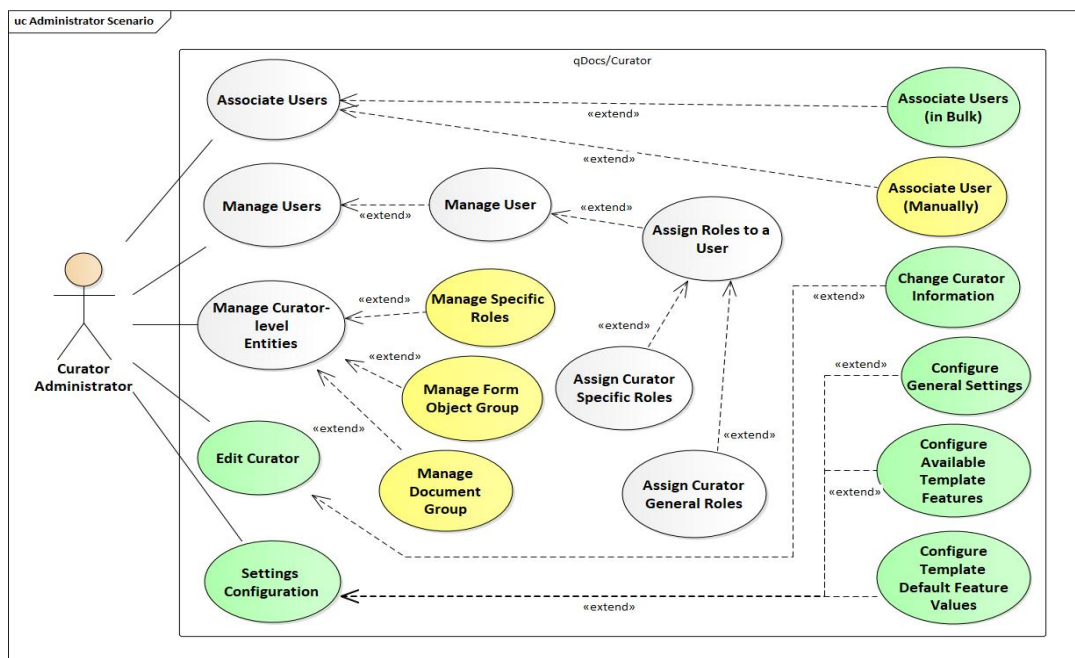 uc Administrator Scenario
qDocs/Curator
Associate Users
«extend»
Associate Users
(in Bulk)
«extend»
Associate User
(Manually)
Manage Users
«extend»
Manage User
«extend»
Assign Roles to a
User
Change Curator
Information
«extend»
Manage Curator-
level
Entities
«extend»
Manage Specific
Roles
«extend»
Manage Form
Object Group
«extend»
Assign Curator
Specific Roles
«extend»
Configure
General Settings
Curator
Administrator
«extend»
Manage
Document
Group
«extend»
Assign Curator
General Roles
Edit Curator
Configure
Available
Template
Features
«extend»
Settings
Configuration
«extend»
Configure
Template
Default Feature
Values